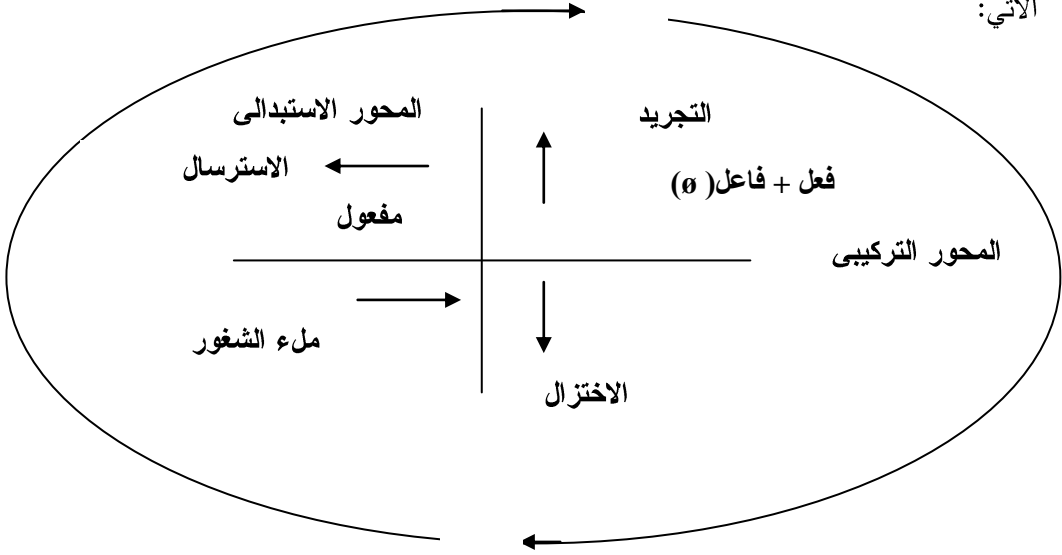 الآتي:
المحور الاستبدالى
التجريد
الاسترسال
فعل + فاعل( ø)
مفعول
المحور التركيبى
ملء الشغور
الاختزال